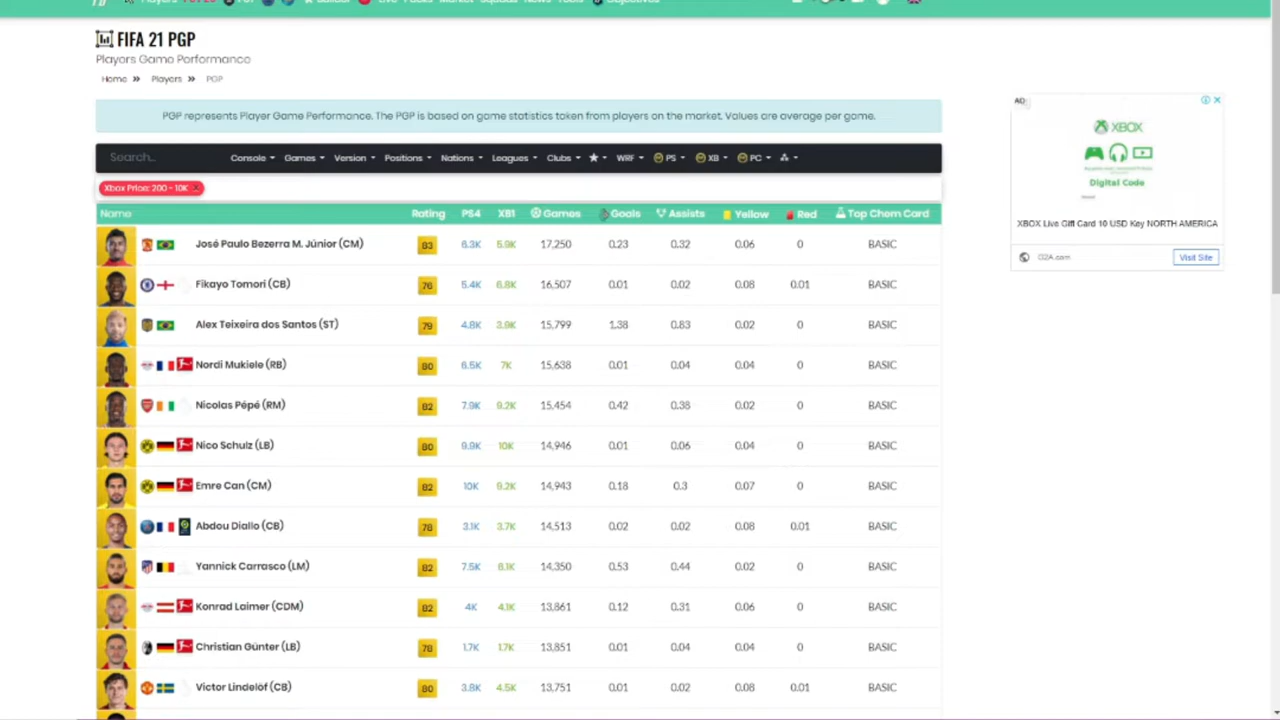 FIFA 21 PGP
Players Game Performance
Home » Players » PGP
PGP represents Player Game Performance. The PGP is based on game statistics taken from players on the market. Values are average per game.
Search... Console Games Version Positions Nations Leagues Clubs WRF PS XB PC
Xbox Price: 200 - 10K ×
Name Rating PS4 XB1 Games Goals Assists Yellow Red Top Chem Card
José Paulo Bezerra M. Júnior (CM) 83 6.3K 5.9K 17,250 0.23 0.32 0.06 0 BASIC
Fikayo Tomori (CB) 76 5.4K 6.8K 16,507 0.01 0.02 0.08 0.01 BASIC
Alex Teixeira dos Santos (ST) 79 4.8K 3.9K 15,799 1.38 0.83 0.02 0 BASIC
Nordi Mukiele (RB) 80 6.5K 7K 15,638 0.01 0.04 0.04 0 BASIC
Nicolas Pépé (RM) 82 7.9K 9.2K 15,454 0.42 0.38 0.02 0 BASIC
Nico Schulz (LB) 80 9.9K 10K 14,946 0.01 0.06 0.04 0 BASIC
Emre Can (CM) 82 10K 9.2K 14,943 0.18 0.3 0.07 0 BASIC
Abdou Diallo (CB) 78 3.1K 3.7K 14,513 0.02 0.02 0.08 0.01 BASIC
Yannick Carrasco (LM) 82 7.5K 8.1K 14,350 0.53 0.44 0.02 0 BASIC
Konrad Laimer (CDM) 82 4K 4.1K 13,861 0.12 0.31 0.06 0 BASIC
Christian Günter (LB) 78 1.7K 1.7K 13,851 0.01 0.04 0.04 0 BASIC
Victor Lindelöf (CB) 80 3.8K 4.5K 13,751 0.01 0.02 0.08 0.01 BASIC
AD
XBOX
Digital Code
XBOX Live Gift Card 10 USD Key NORTH AMERICA
G2A.com
Visit Site